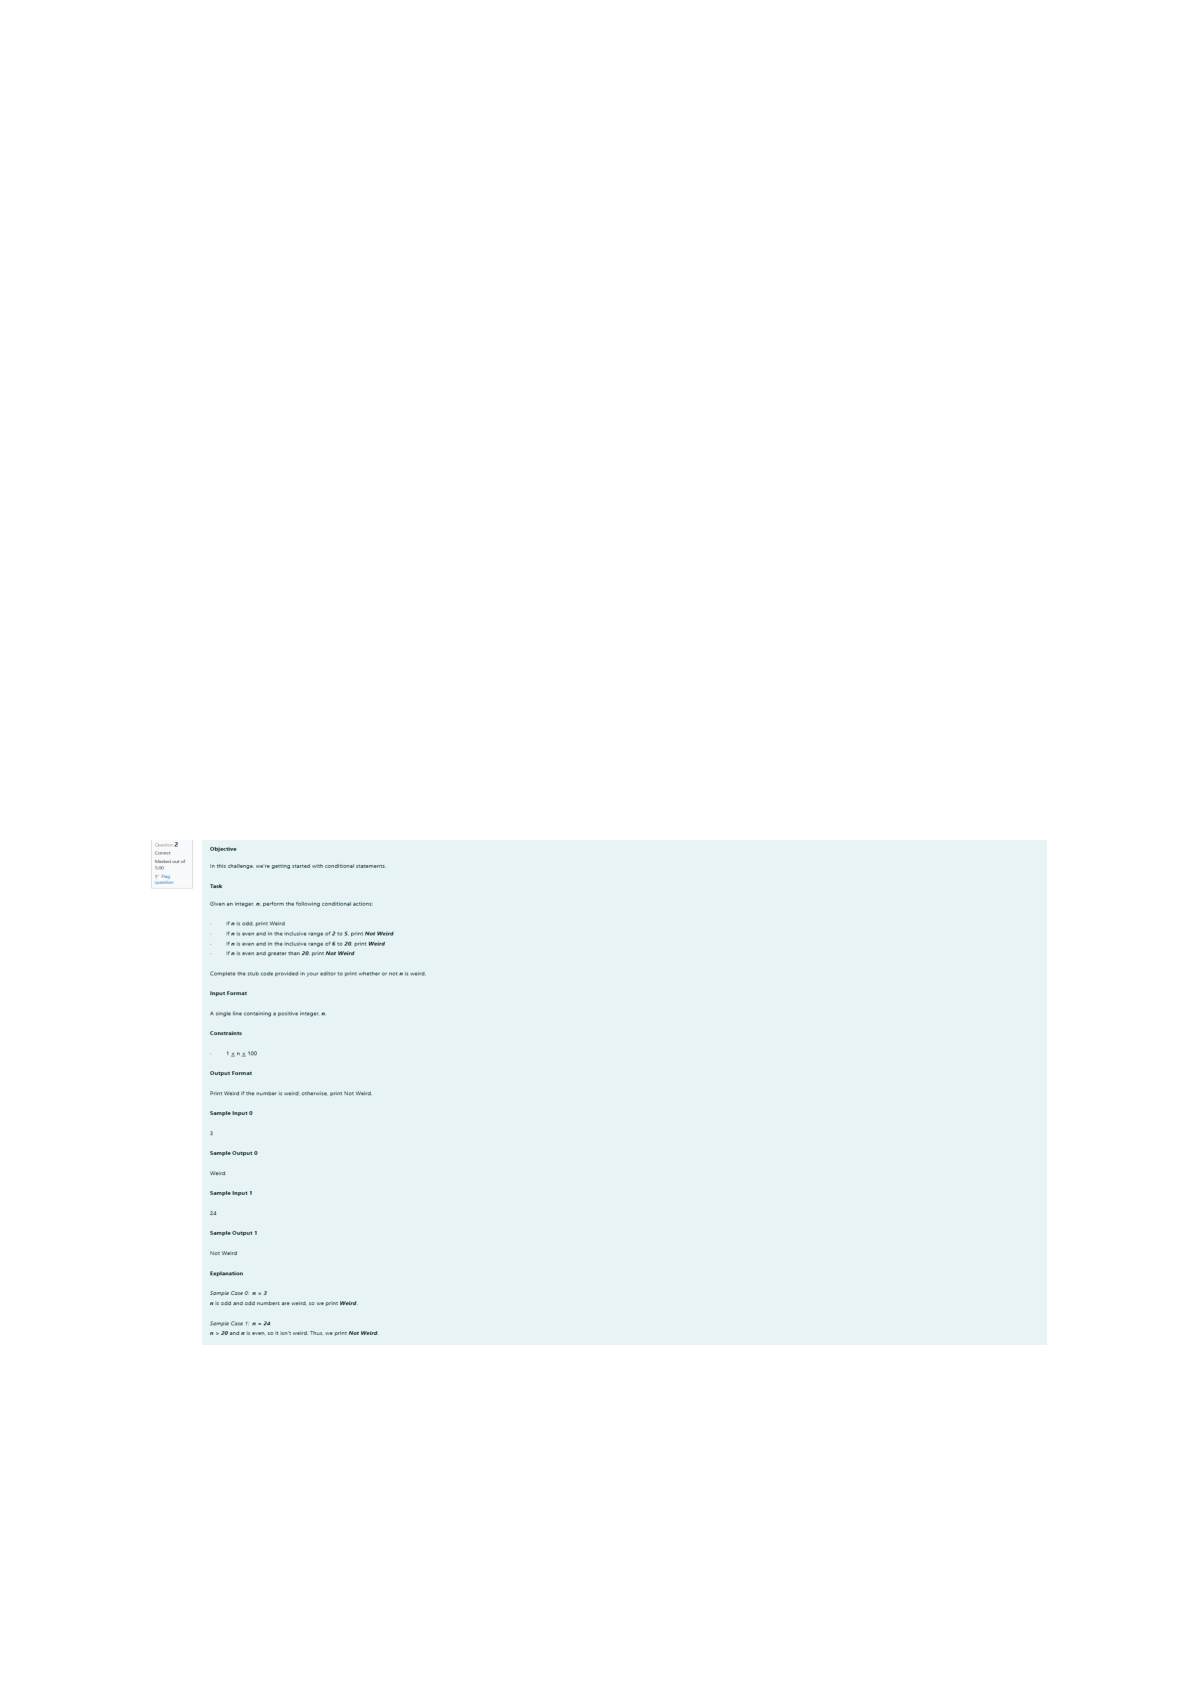 Question 2
Correct
Marked out of
5.00
Flag
question
Objective
In this challenge, we're getting started with conditional statements.
Task
Given an integer, n, perform the following conditional actions:
· If n is odd, print Weird
· If n is even and in the inclusive range of 2 to 5, print Not Weird
· If n is even and in the inclusive range of 6 to 20, print Weird
· If n is even and greater than 20, print Not Weird
Complete the stub code provided in your editor to print whether or not n is weird.
Input Format
A single line containing a positive integer, n.
Constraints
· 1 ≤ n ≤ 100
Output Format
Print Weird if the number is weird; otherwise, print Not Weird.
Sample Input 0
3
Sample Output 0
Weird
Sample Input 1
24
Sample Output 1
Not Weird
Explanation
Sample Case 0: n = 3
n is odd and odd numbers are weird, so we print Weird.
Sample Case 1: n = 24
n > 20 and n is even, so it isn't weird. Thus, we print Not Weird.